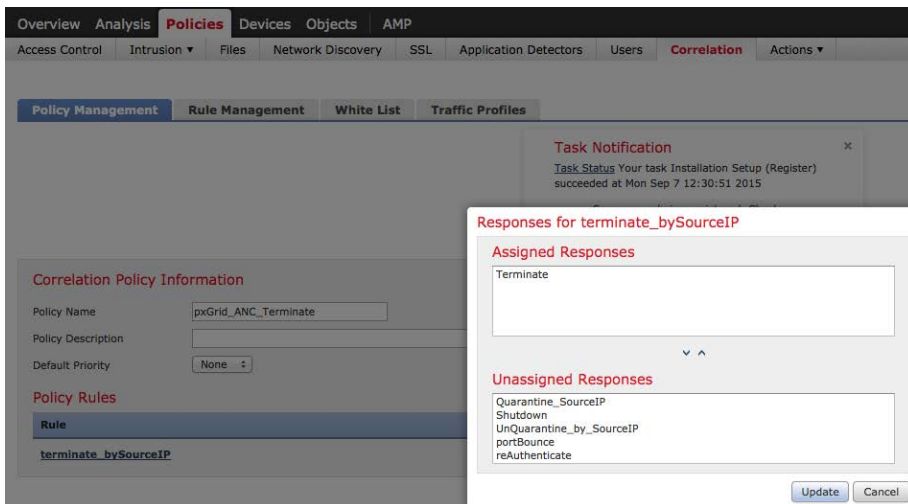 Overview Analysis Policies Devices Objects AMP
Access Control Intrusion ▼ Files Network Discovery SSL Application Detectors Users Correlation Actions ▼
Policy Management Rule Management White List Traffic Profiles
Task Notification ×
Task Status Your task Installation Setup (Register)
succeeded at Mon Sep 7 12:30:51 2015
Responses for terminate_bySourceIP
Assigned Responses
Terminate
Unassigned Responses
Quarantine_SourceIP
Shutdown
UnQuarantine_by_SourceIP
portBounce
reAuthenticate
Update Cancel
Correlation Policy Information
Policy Name pxGrid_ANC_Terminate
Policy Description
Default Priority None
Policy Rules
Rule
terminate_bySourceIP